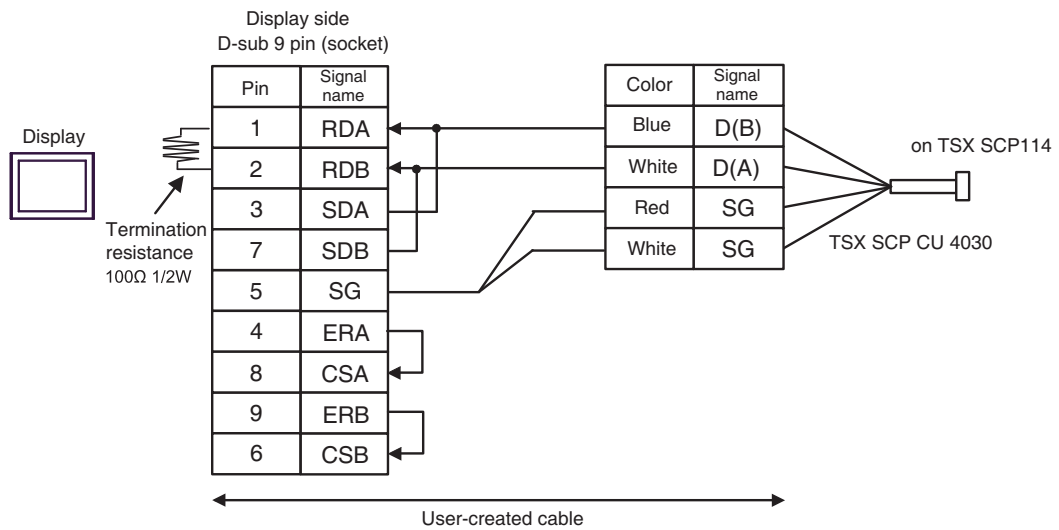 Display side
D-sub 9 pin (socket)
Pin Signal name
1 RDA
2 RDB
3 SDA
7 SDB
5 SG
4 ERA
8 CSA
9 ERB
6 CSB
Display
Termination
resistance
100Ω 1/2W
Color Signal name
Blue D(B)
White D(A)
Red SG
White SG
on TSX SCP114
TSX SCP CU 4030
User-created cable